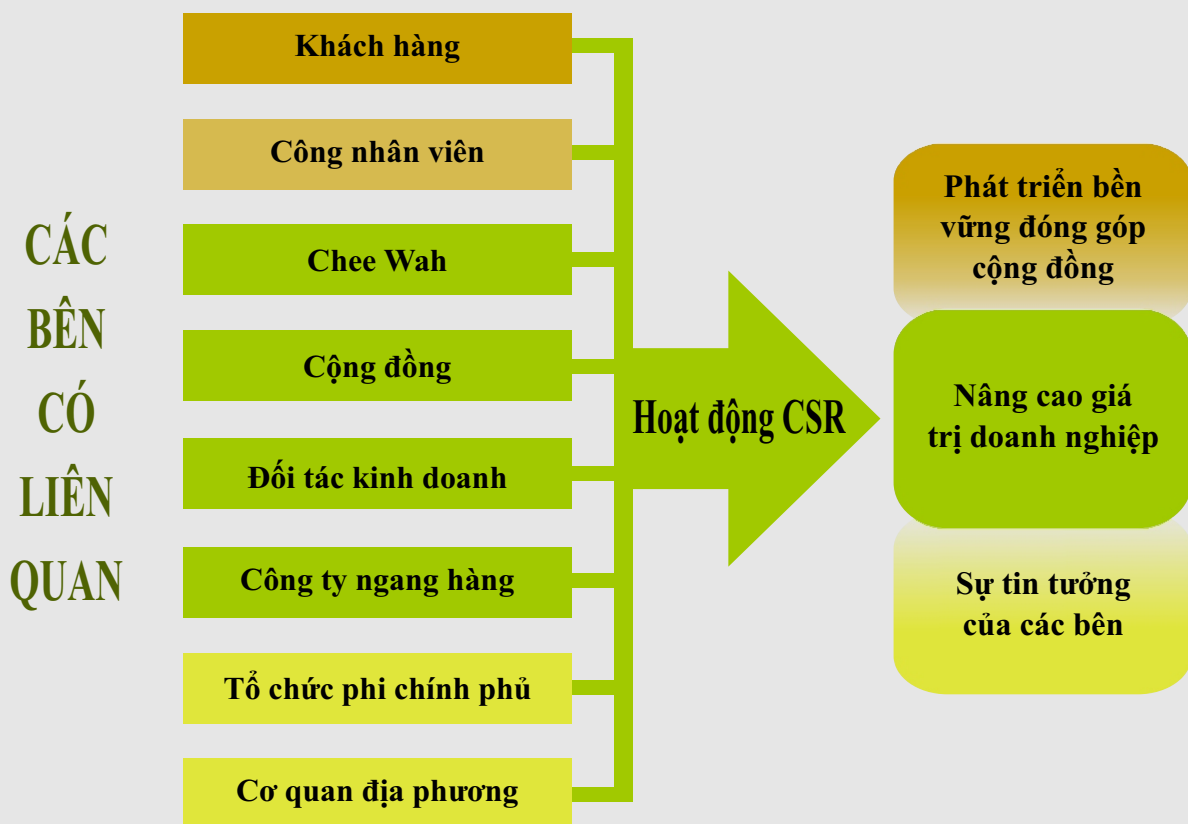 CÁC
BÊN
CÓ
LIÊN
QUAN
Khách hàng
Công nhân viên
Chee Wah
Cộng đồng
Đối tác kinh doanh
Công ty ngang hàng
Tổ chức phi chính phủ
Cơ quan địa phương
Hoạt động CSR
Phát triển bền
vững đóng góp
cộng đồng
Nâng cao giá
trị doanh nghiệp
Sự tin tưởng
của các bên